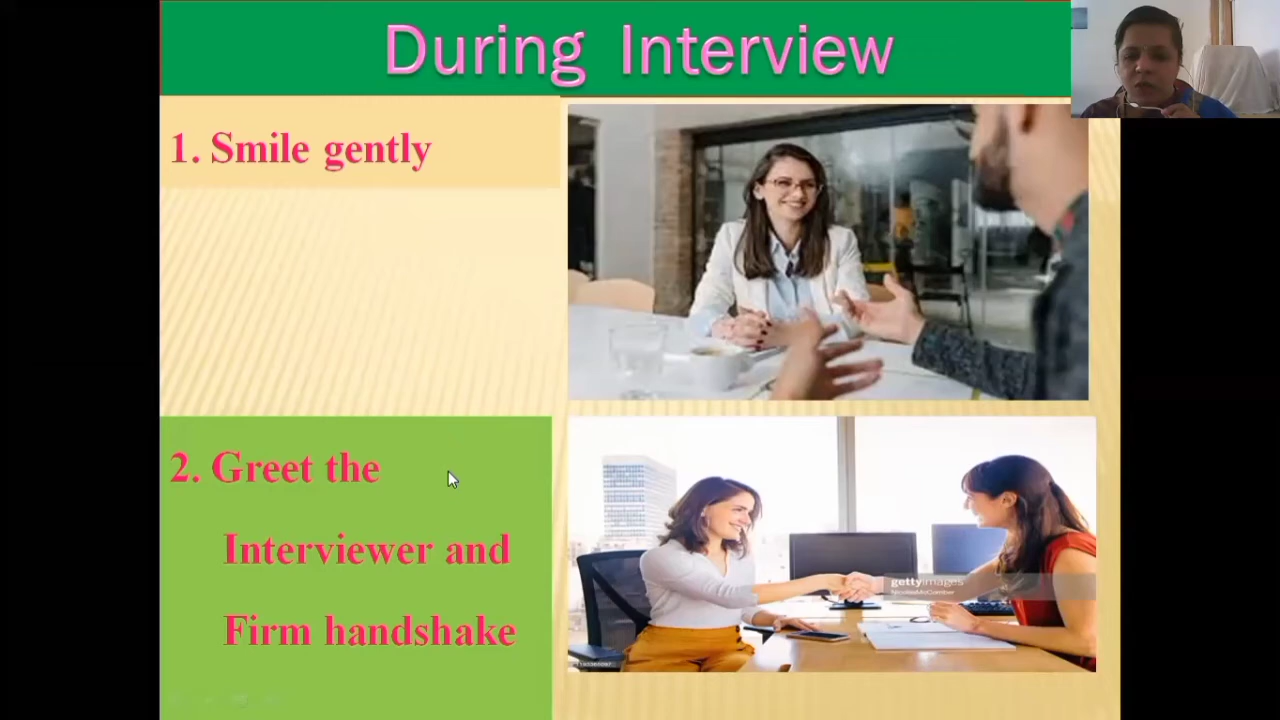 During Interview
1. Smile gently
2. Greet the
Interviewer and
Firm handshake
gettyimages